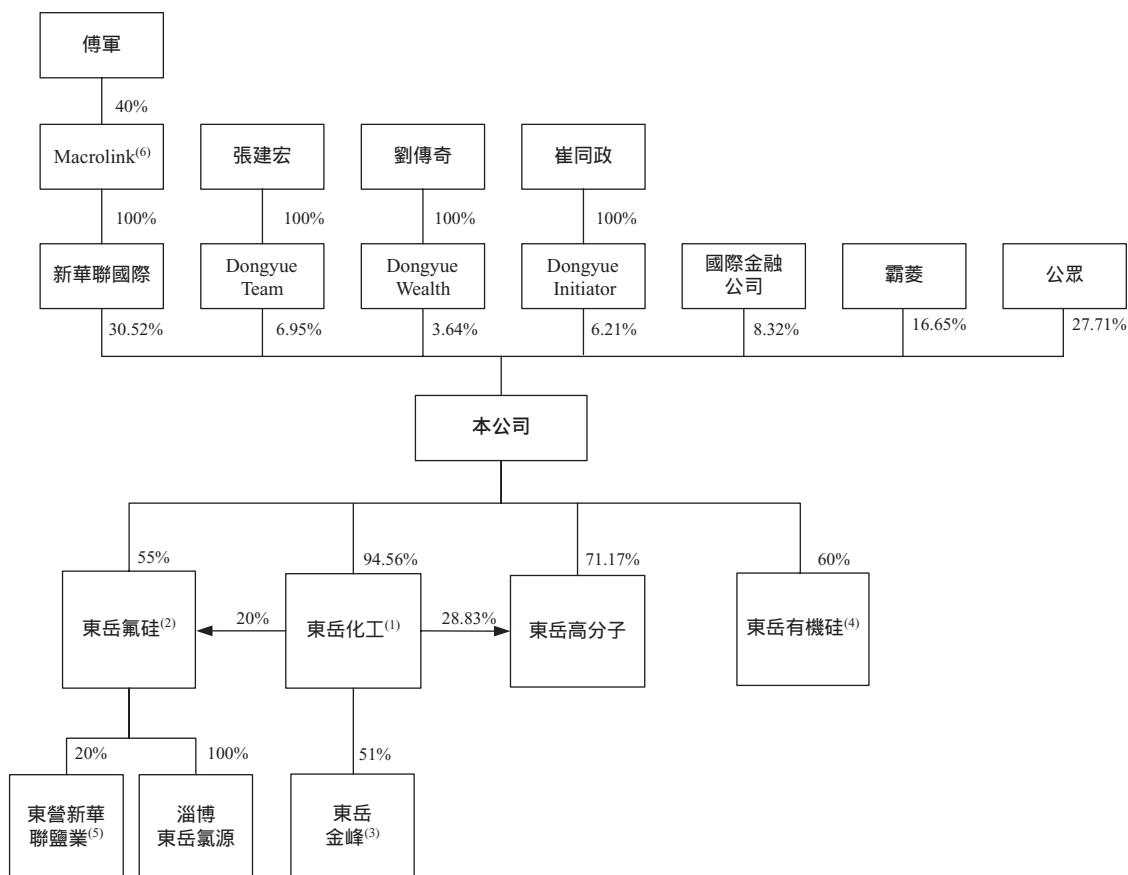 傅軍
40%
Macrolink(6)
張建宏
劉傳奇
崔同政
100%
100%
100%
100%
新華聯國際
Dongyue
Team
Dongyue
Wealth
Dongyue
Initiator
國際金融
公司
霸菱
公眾
30.52%
6.95%
3.64%
6.21%
8.32%
16.65%
27.71%
本公司
55%
94.56%
71.17%
60%
東岳氟硅(2)
20%
東岳化工(1)
28.83%
東岳高分子
東岳有機硅(4)
20%
100%
51%
東營新華
聯鹽業(5)
淄博
東岳氯源
東岳
金峰(3)